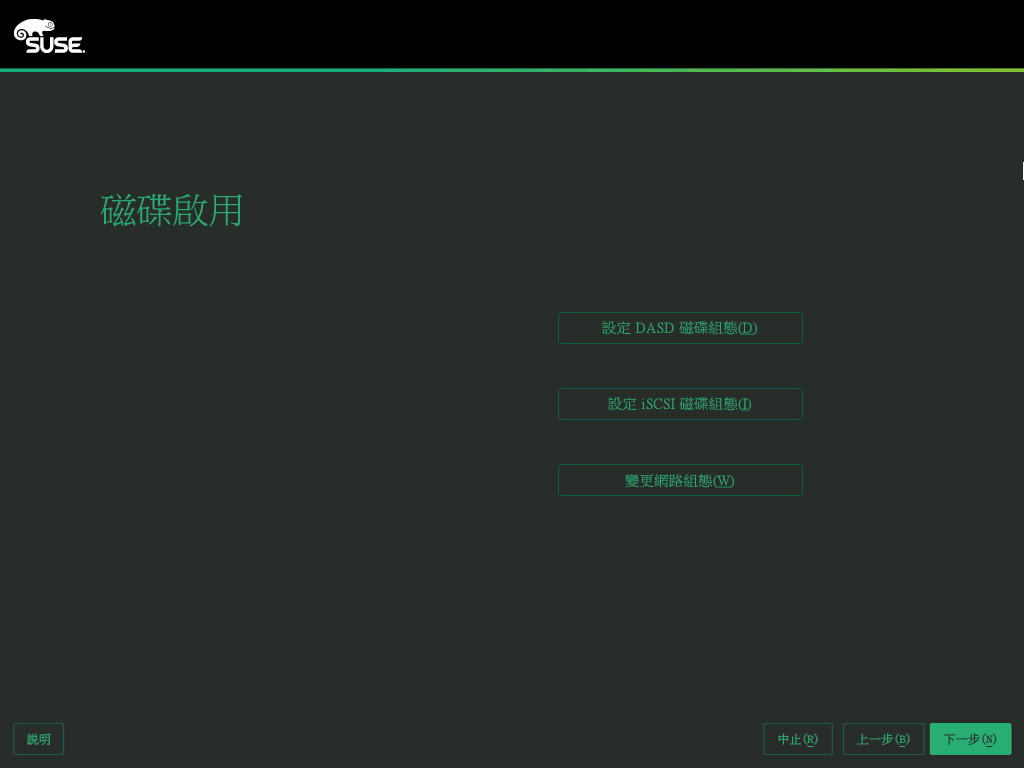 SUSE.
磁碟啟用
設定 DASD 磁碟組態(D)
設定 iSCSI 磁碟組態(I)
變更網路組態(W)
說明
中止(R)
上一步(B)
下一步(N)